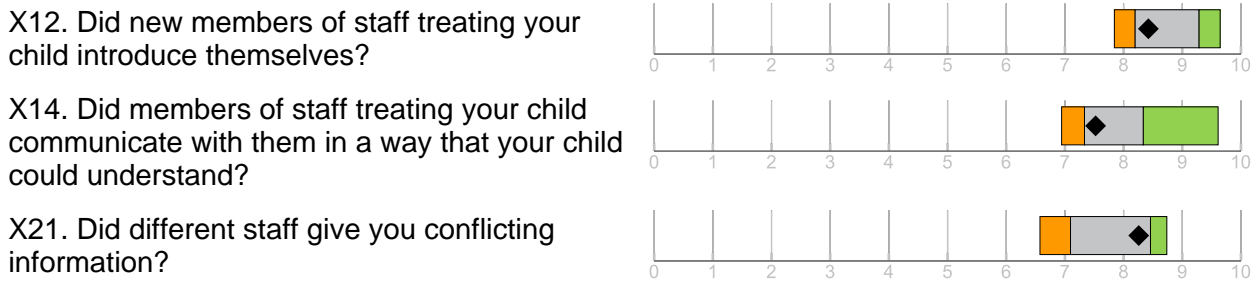 X12. Did new members of staff treating your
child introduce themselves?
0 1 2 3 4 5 6 7 8 9 10
X14. Did members of staff treating your child
communicate with them in a way that your child
could understand?
0 1 2 3 4 5 6 7 8 9 10
X21. Did different staff give you conflicting
information?
0 1 2 3 4 5 6 7 8 9 10